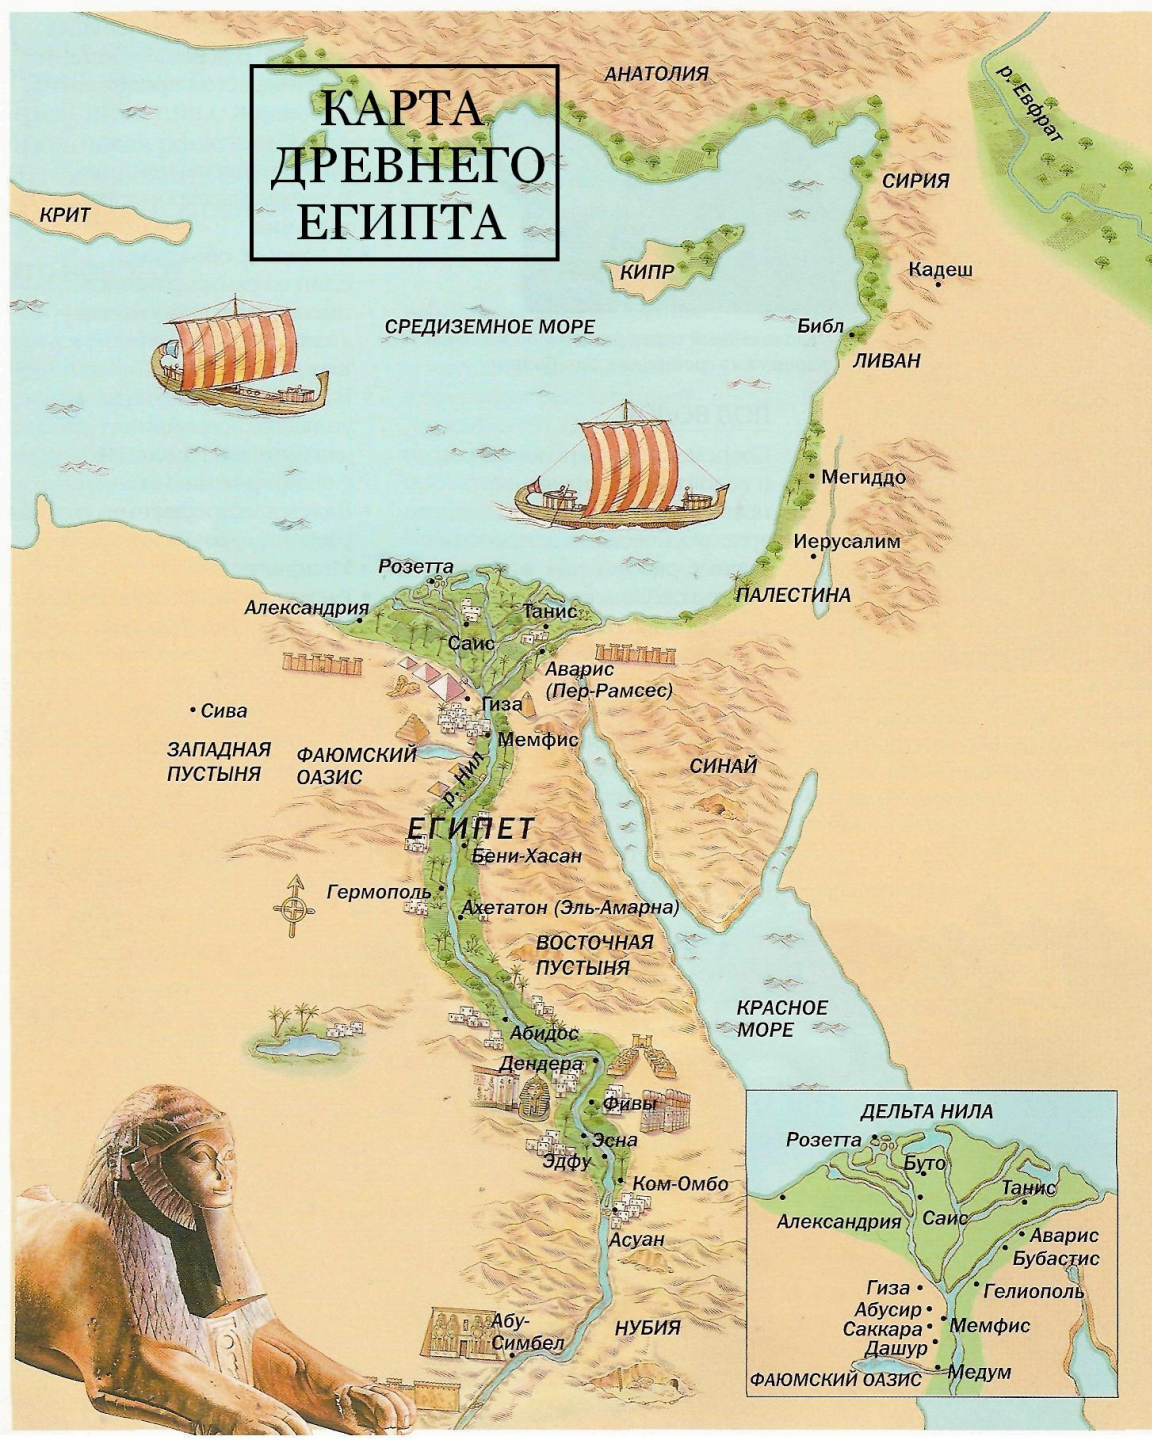 КАРТА
ДРЕВНЕГО
ЕГИПТА
АНАТОЛИЯ
р. Евфрат
СИРИЯ
КРИТ
КИПР
Кадеш
СРЕДИЗЕМНОЕ МОРЕ
Библ
ЛИВАН
Мегиддо
Иерусалим
ПАЛЕСТИНА
Розетта
Александрия
Танис
Саис
Аварис
(Пер-Рамсес)
Гиза
Сива
Мемфис
ЗАПАДНАЯ
ПУСТЫНЯ
ФАЮМСКИЙ
ОАЗИС
р. Нил
СИНАЙ
ЕГИПЕТ
Бени-Хасан
Гермополь
Ахетатон (Эль-Амарна)
ВОСТОЧНАЯ
ПУСТЫНЯ
КРАСНОЕ
МОРЕ
Абидос
Дендера
Фивы
Эсна
Эдфу
Ком-Омбо
Асуан
Абу-
Симбел
НУБИЯ
ДЕЛЬТА НИЛА
Розетта
Буто
Танис
Александрия
Саис
Аварис
Бубастис
Гиза
Гелиополь
Абусир
Саккара
Мемфис
Дашур
Медум
ФАЮМСКИЙ ОАЗИС